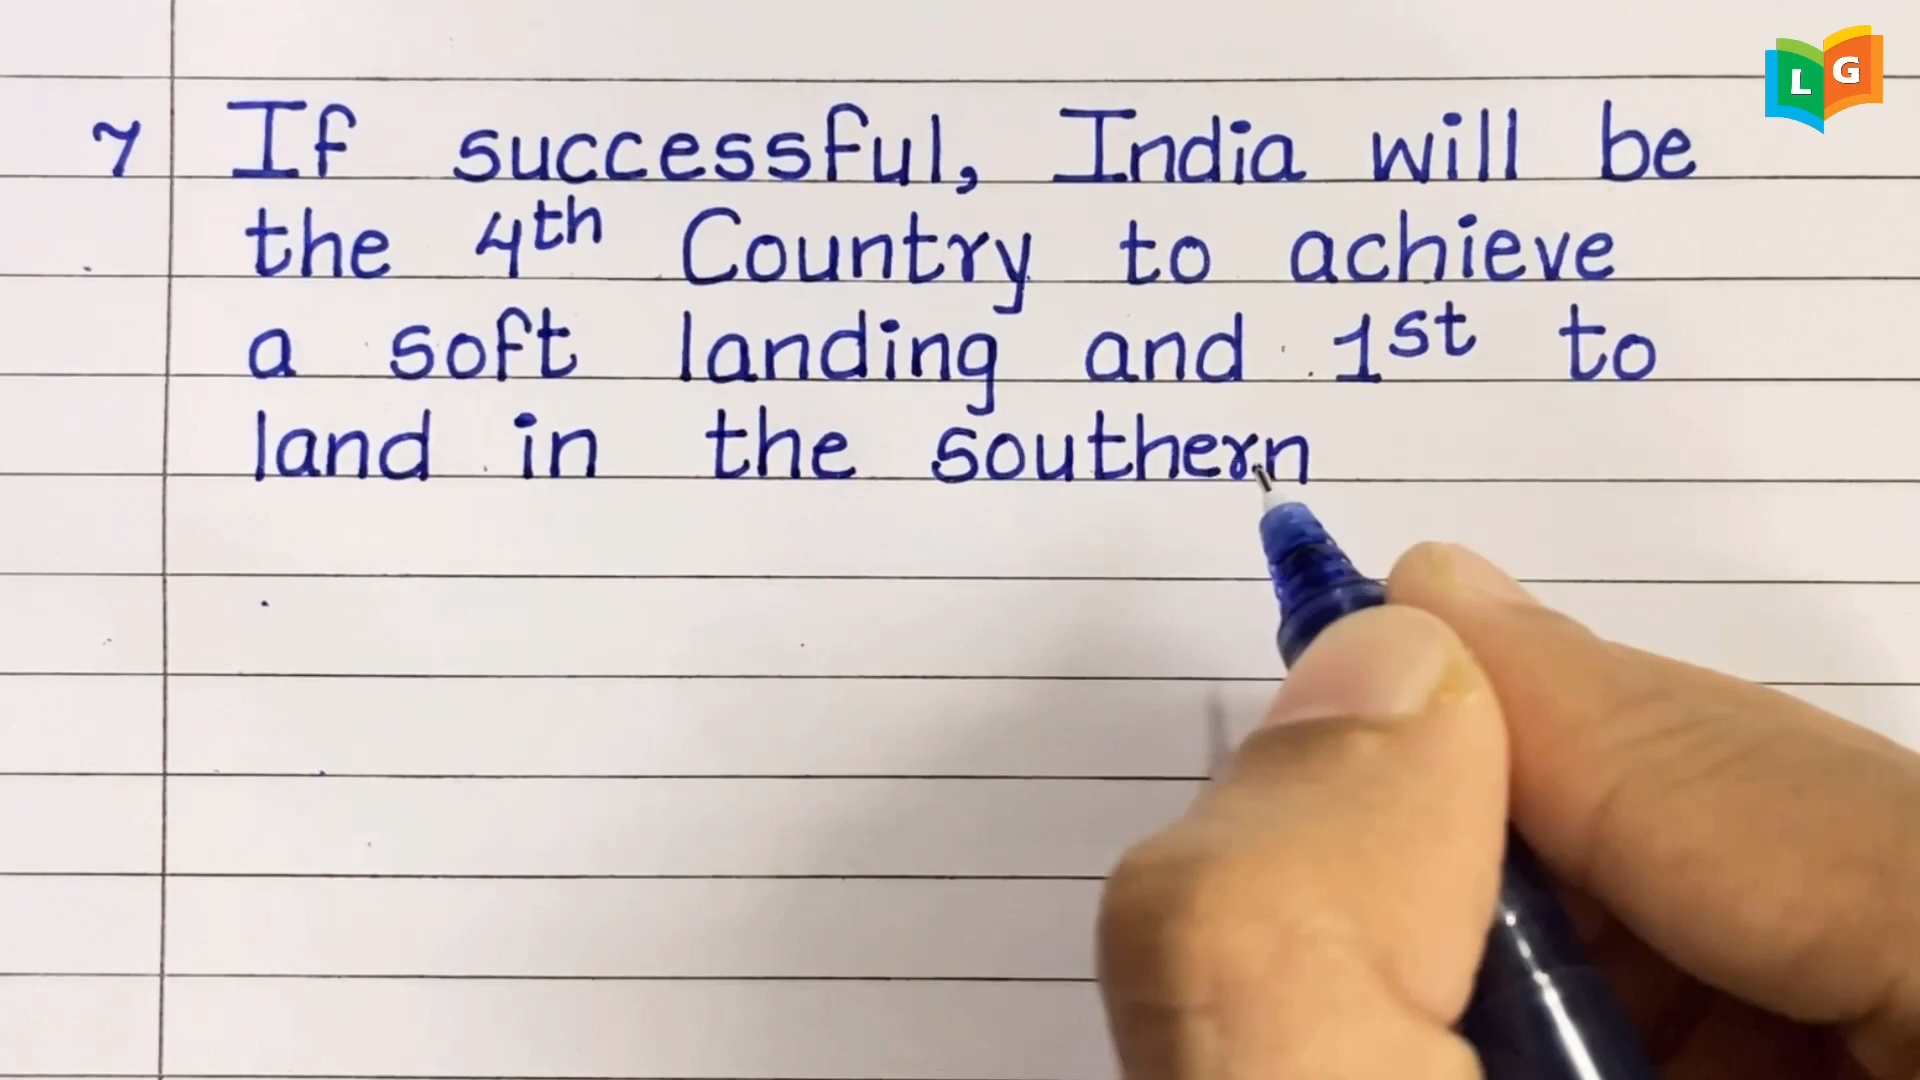 LG
7 If successful, India will be
the 4th Country to achieve
a soft landing and 1st to
land in the southern